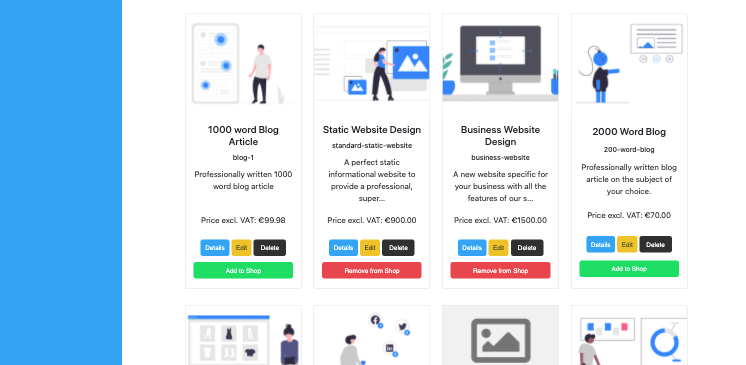 1000 word Blog
Article
blog-1
Professionally written 1000
word blog article
Price excl. VAT: €99.98
Details
Edit
Delete
Add to Shop
Static Website Design
standard-static-website
A perfect static
informational website to
provide a professional,
super...
Price excl. VAT: €900.00
Details
Edit
Delete
Remove from Shop
Business Website
Design
business-website
A new website specific for
your business with all the
features of our s...
Price excl. VAT: €1500.00
Details
Edit
Delete
Remove from Shop
2000 Word Blog
200-word-blog
Professionally written blog
article on the subject of
your choice.
Price excl. VAT: €70.00
Details
Edit
Delete
Add to Shop